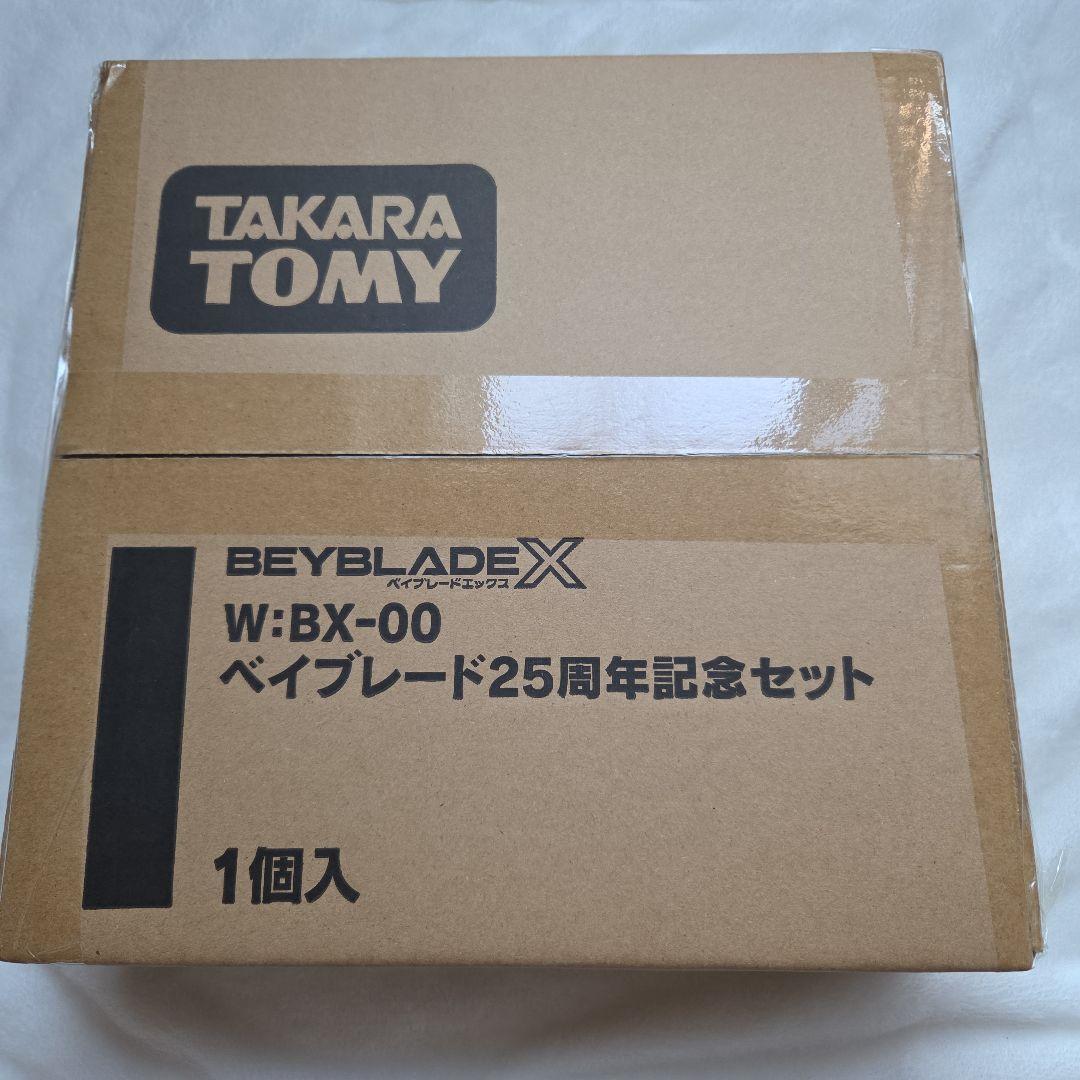 TAKARA
TOMY
BEYBLADE X
ベイブレードエックス
W:BX-00
ベイブレード25周年記念セット
1個入